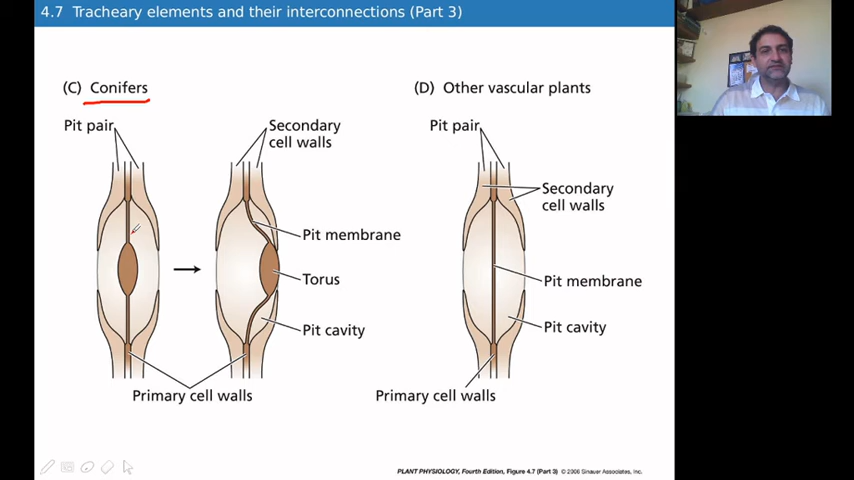 4.7 Tracheary elements and their interconnections (Part 3)
(C) Conifers
(D) Other vascular plants
Pit pair
Secondary
cell walls
Pit pair
Secondary
cell walls
Pit membrane
Torus
Pit membrane
Pit cavity
Pit cavity
Primary cell walls
Primary cell walls
PLANT PHYSIOLOGY, Fourth Edition, Figure 4.7 (Part 3) © 2006 Sinauer Associates, Inc.